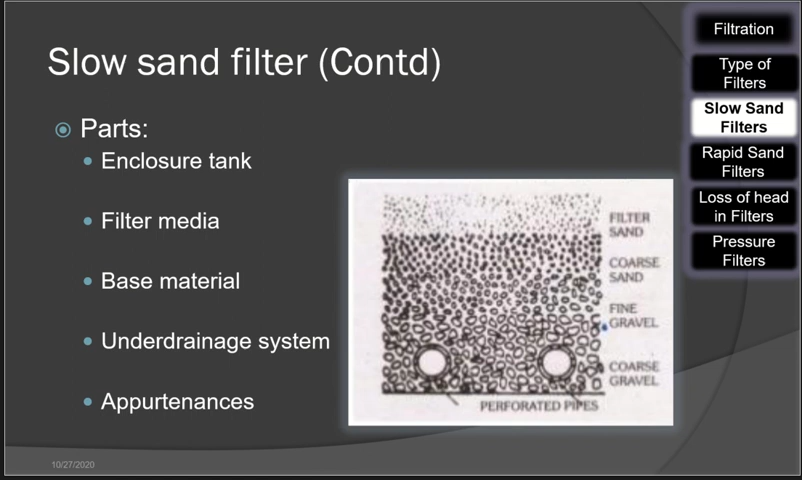 Slow sand filter (Contd)
Parts:
Enclosure tank
Filter media
Base material
Underdrainage system
Appurtenances
FILTER
SAND
COARSE
SAND
FINE
GRAVEL
COARSE
GRAVEL
PERFORATED PIPES
Filtration
Type of
Filters
Slow Sand
Filters
Rapid Sand
Filters
Loss of head
in Filters
Pressure
Filters
10/27/2020